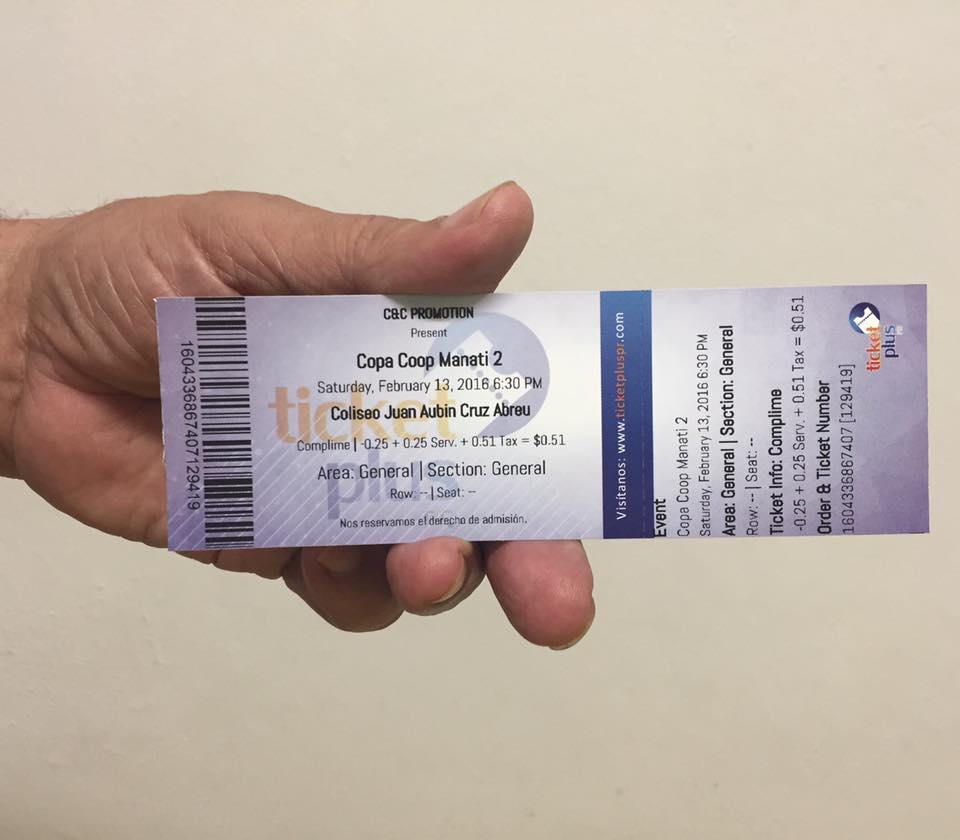 1604336867407129419
C&C PROMOTION
Present
Copa Coop Manati 2
Saturday, February 13, 2016 6:30 PM
Coliseo Juan Aubin Cruz Abreu
Complime | -0.25 + 0.25 Serv. + 0.51 Tax = $0.51
Area: General | Section: General
Row: -- | Seat: --
Nos reservamos el derecho de admisión.
ticket
plus
Visítanos: www.ticketpluspr.com
Event
Copa Coop Manati 2
Saturday, February 13, 2016 6:30 PM
Area: General | Section: General
Row: -- | Seat: --
Ticket Info: Complime
-0.25 + 0.25 Serv. + 0.51 Tax = $0.51
Order & Ticket Number
1604336867407 [129419]
ticket
plus